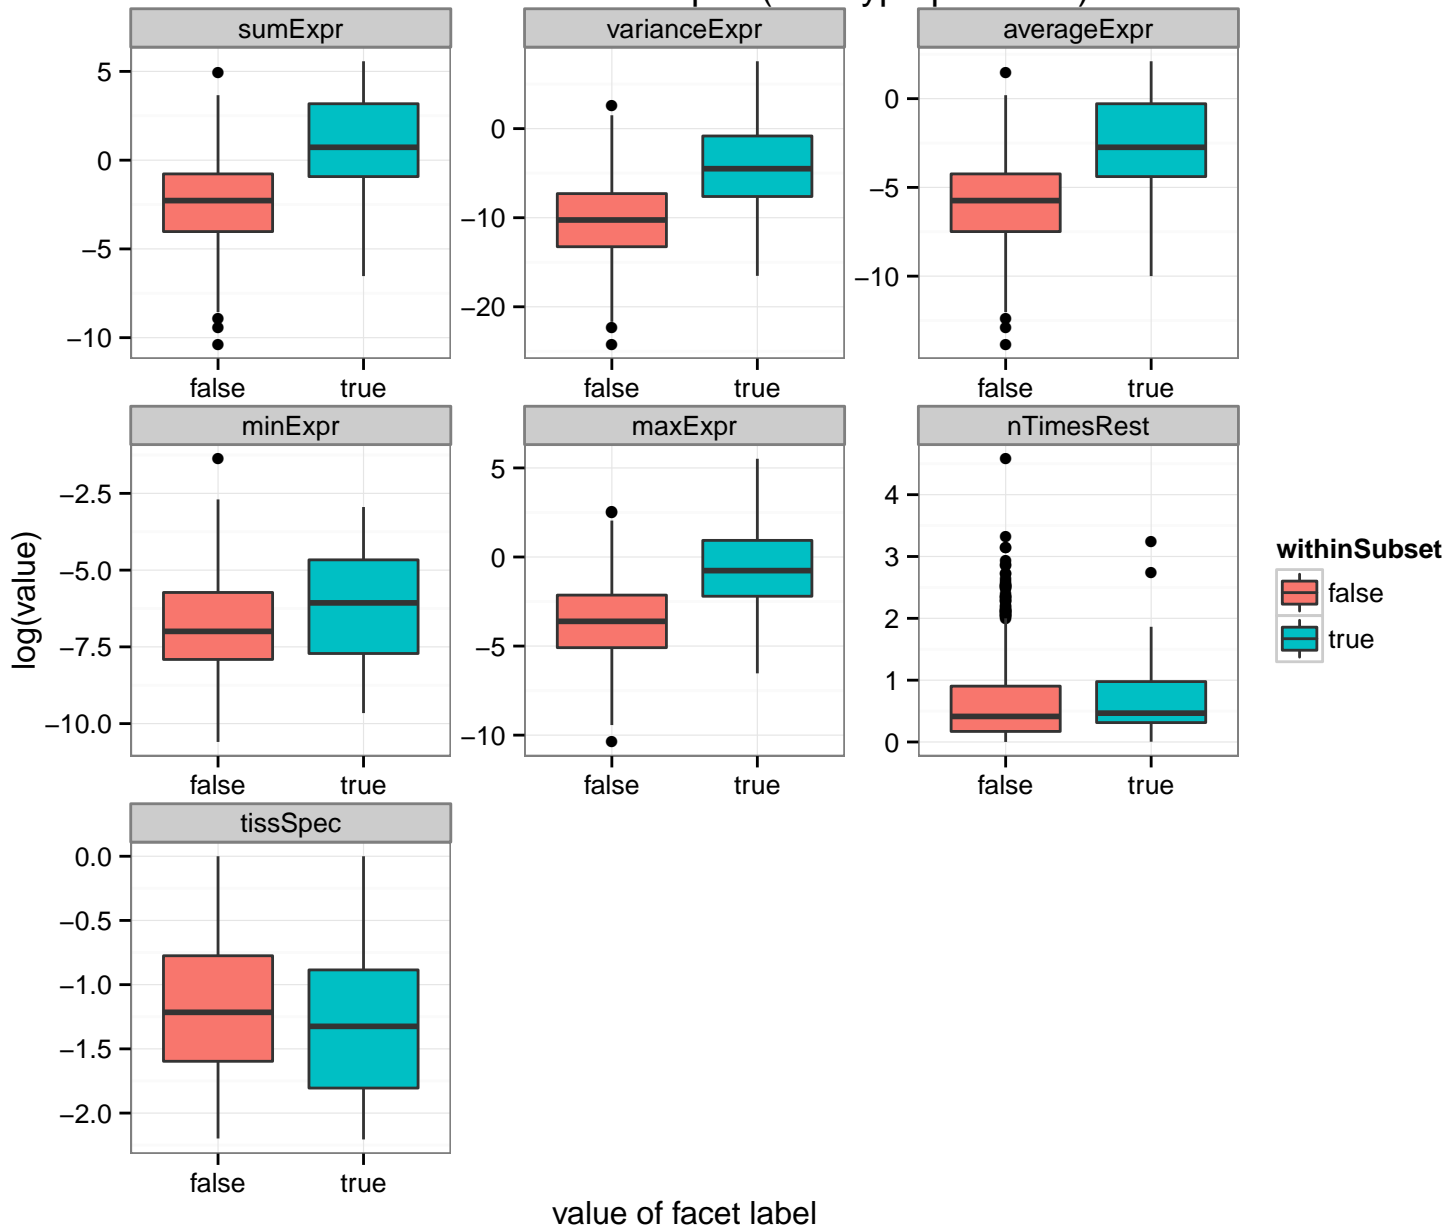 sumExpr
varianceExpr
averageExpr
5
0
−5
−10
false
true
0
−10
−20
false
true
0
−5
−10
false
true
minExpr
maxExpr
nTimesRest
−2.5
−5.0
−7.5
−10.0
false
true
5
0
−5
−10
false
true
4
3
2
1
0
false
true
tissSpec
0.0
−0.5
−1.0
−1.5
−2.0
false
true
log(value)
value of facet label
withinSubset
false
true